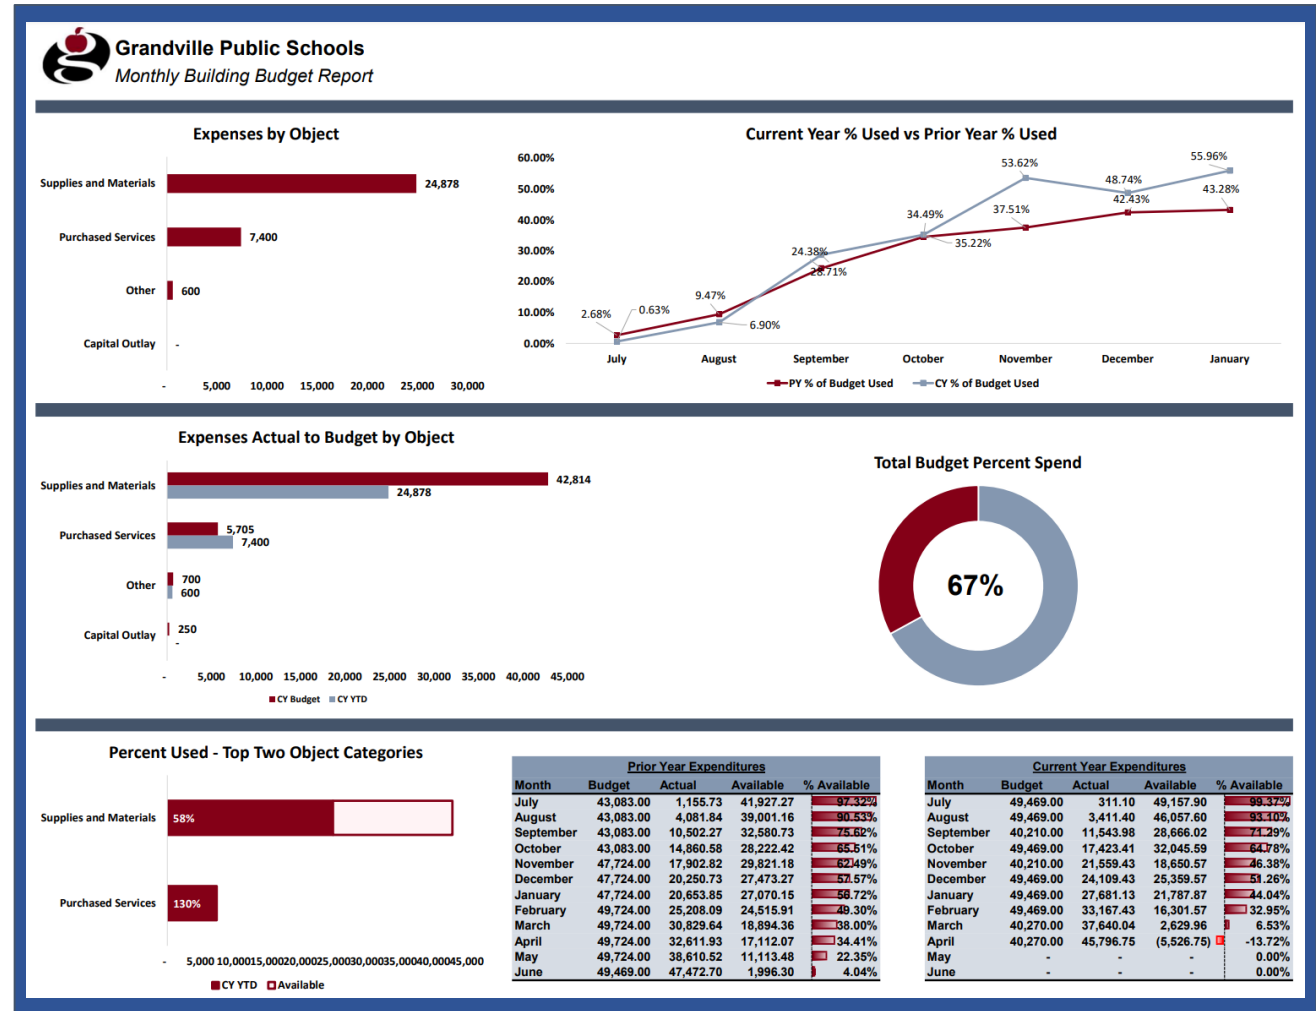 Grandville Public Schools
Monthly Building Budget Report
Expenses by Object
Supplies and Materials 24,878
Purchased Services 7,400
Other 600
Capital Outlay -
- 5,000 10,000 15,000 20,000 25,000 30,000
Current Year % Used vs Prior Year % Used
60.00%
50.00%
40.00%
30.00%
20.00%
10.00%
0.00%
2.68% 0.63% 9.47% 6.90% 24.38% 28.71% 34.49% 35.22% 53.62% 37.51% 48.74% 42.43% 55.96% 43.28%
July August September October November December January
PY % of Budget Used CY % of Budget Used
Expenses Actual to Budget by Object
Supplies and Materials 42,814
24,878
Purchased Services 5,705
7,400
Other 700
600
Capital Outlay 250
-
- 5,000 10,000 15,000 20,000 25,000 30,000 35,000 40,000 45,000
CY Budget CY YTD
Total Budget Percent Spend
67%
Percent Used - Top Two Object Categories
Supplies and Materials 58%
Purchased Services 130%
- 5,000 10,000 15,000 20,000 25,000 30,000 35,000 40,000 45,000
CY YTD Available
Prior Year Expenditures
Month Budget Actual Available % Available
July 43,083.00 1,155.73 41,927.27 97.32%
August 43,083.00 4,081.84 39,001.16 90.53%
September 43,083.00 10,502.27 32,580.73 75.62%
October 43,083.00 14,860.58 28,222.42 65.51%
November 47,724.00 17,902.82 29,821.18 62.49%
December 47,724.00 20,250.73 27,473.27 57.57%
January 47,724.00 20,653.85 27,070.15 56.72%
February 49,724.00 25,208.09 24,515.91 49.30%
March 49,724.00 30,829.64 18,894.36 38.00%
April 49,724.00 32,611.93 17,112.07 34.41%
May 49,724.00 38,610.52 11,113.48 22.35%
June 49,469.00 47,472.70 1,996.30 4.04%
Current Year Expenditures
Month Budget Actual Available % Available
July 49,469.00 311.10 49,157.90 99.37%
August 49,469.00 3,411.40 46,057.60 93.10%
September 40,210.00 11,543.98 28,666.02 71.29%
October 49,469.00 17,423.41 32,045.59 64.78%
November 40,210.00 21,559.43 18,650.57 46.38%
December 49,469.00 24,109.43 25,359.57 51.26%
January 49,469.00 27,681.13 21,787.87 44.04%
February 49,469.00 33,167.43 16,301.57 32.95%
March 40,270.00 37,640.04 2,629.96 6.53%
April 40,270.00 45,796.75 (5,526.75) -13.72%
May - - - 0.00%
June - - - 0.00%